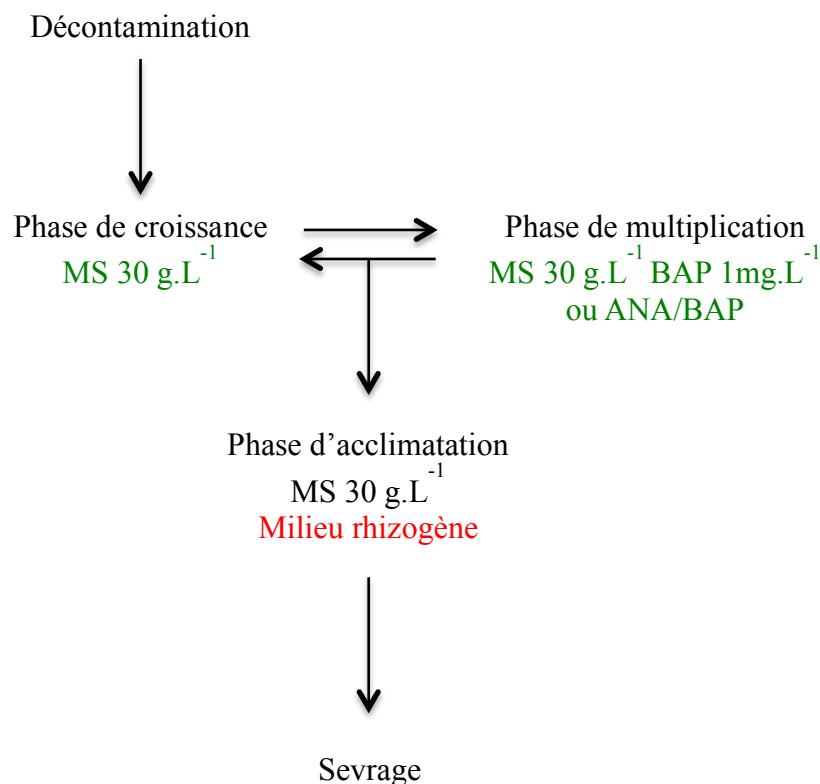 Décontamination
Phase de croissance
MS 30 g.L⁻¹
Phase de multiplication
MS 30 g.L⁻¹ BAP 1mg.L⁻¹
ou ANA/BAP
Phase d’acclimatation
MS 30 g.L⁻¹
Milieu rhizogène
Sevrage